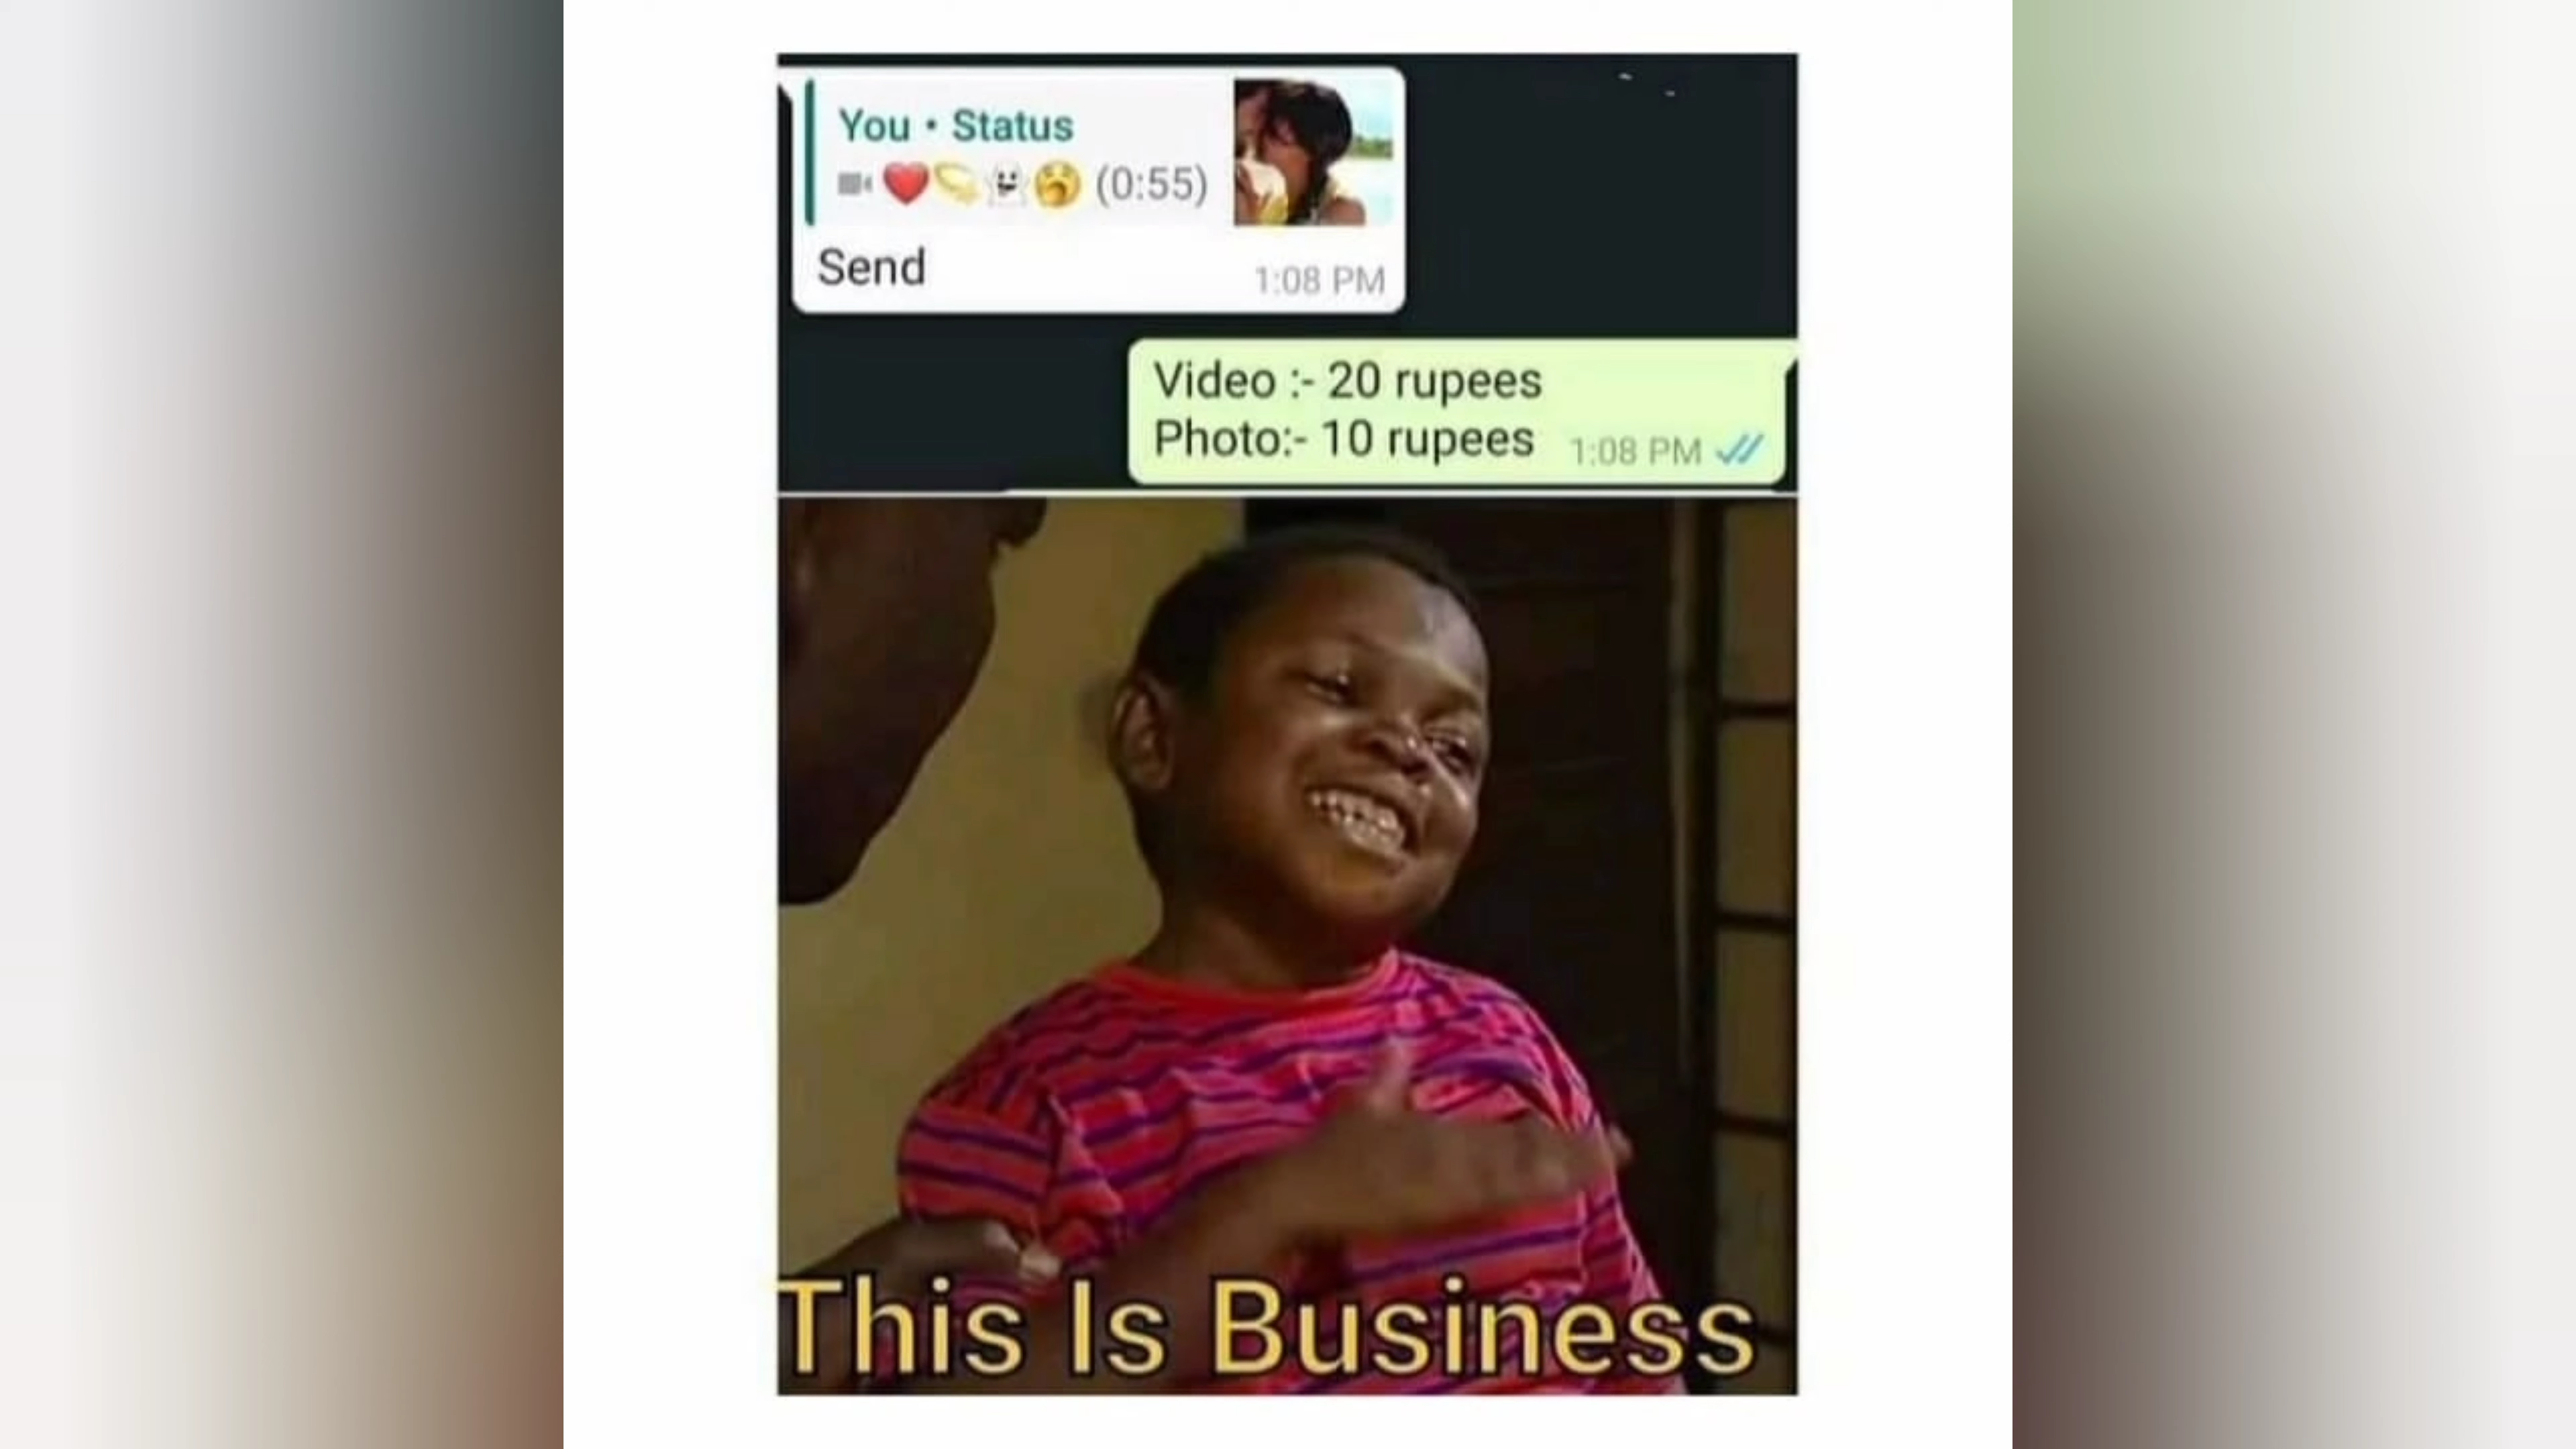 You • Status
❤️💫👻😵 (0:55)
Send
1:08 PM
Video :- 20 rupees
Photo:- 10 rupees 1:08 PM
This Is Business